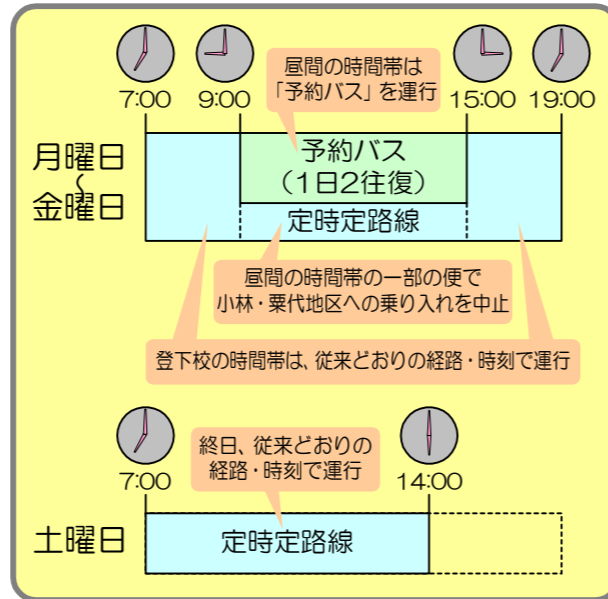 7:00 9:00 15:00 19:00
昼間の時間帯は
「予約バス」を運行
月曜日
〜
金曜日
予約バス
（1日2往復）
定時定路線
昼間の時間帯の一部の便で
小林・粟代地区への乗り入れを中止
登下校の時間帯は、従来どおりの経路・時刻で運行
7:00 14:00
終日、従来どおりの
経路・時刻で運行
土曜日
定時定路線